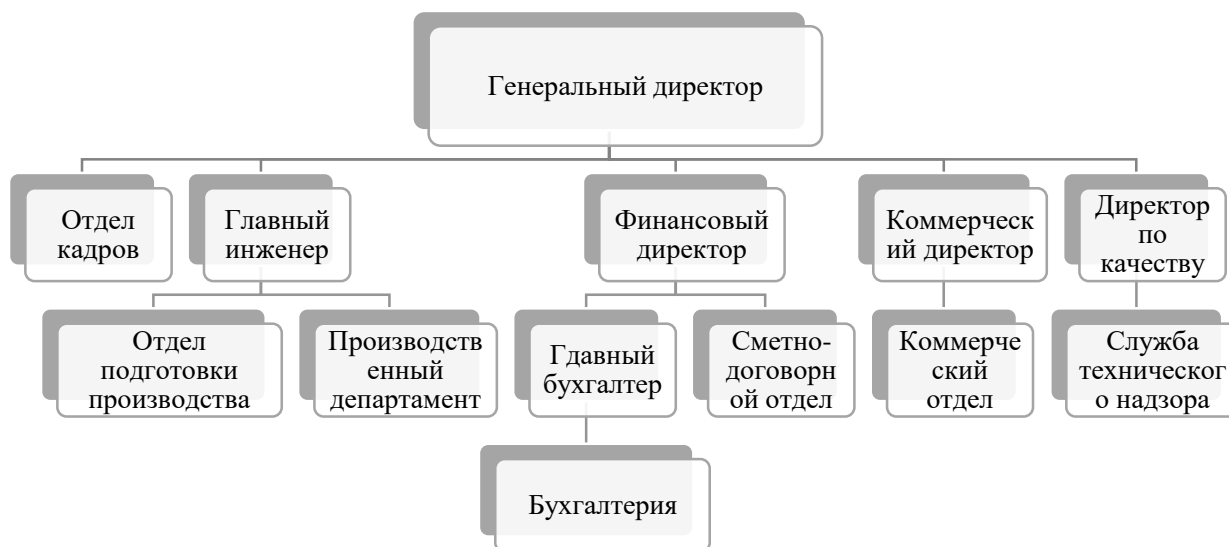 Генеральный директор
Отдел
кадров
Главный
инженер
Финансовый
директор
Коммерческ
ий директор
Директор
по
качеству
Отдел
подготовки
производства
Производств
енный
департамент
Гдавный
бухгалтер
Сметно-
договорн
ой отдел
Коммерче
ский
отдел
Служба
техническог
о надзора
Бухгалтерия